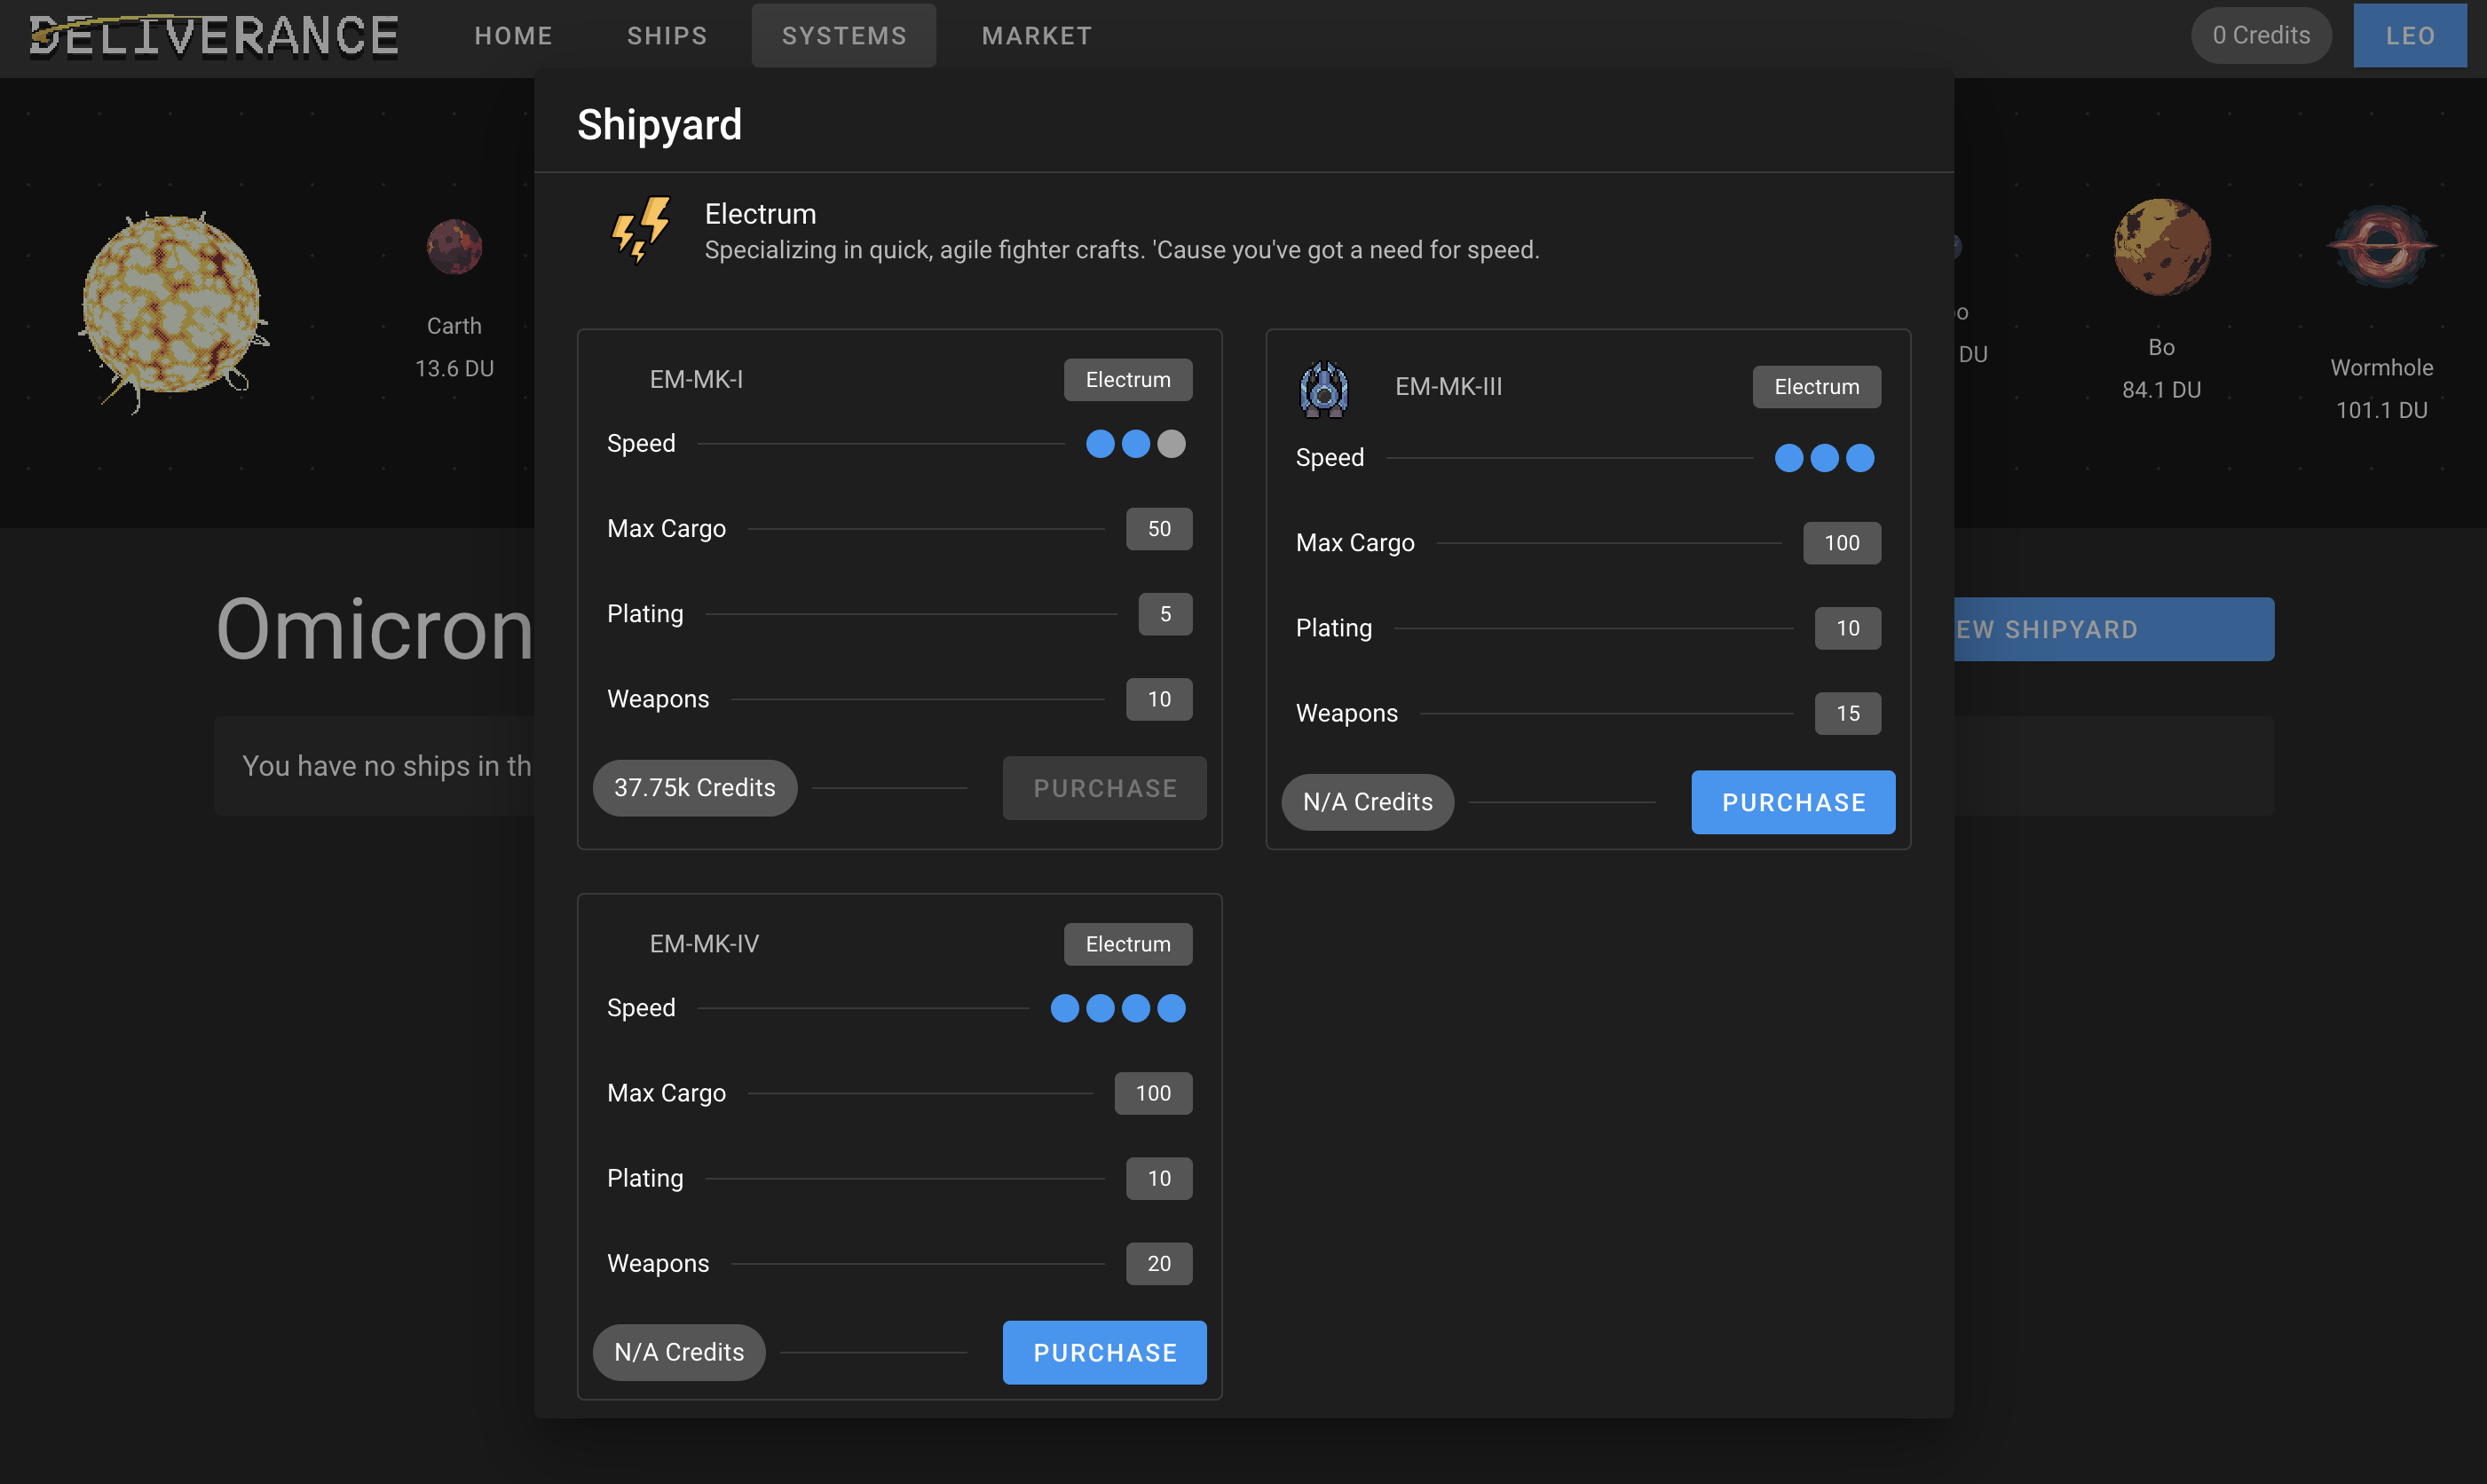 DELIVERANCE
HOME
SHIPS
SYSTEMS
MARKET
0 Credits
LEO
Shipyard
Electrum
Specializing in quick, agile fighter crafts. 'Cause you've got a need for speed.
Carth
13.6 DU
o
DU
Bo
84.1 DU
Wormhole
101.1 DU
EM-MK-I
Electrum
Speed
Max Cargo
50
Plating
5
Weapons
10
37.75k Credits
PURCHASE
EM-MK-III
Electrum
Speed
Max Cargo
100
Plating
10
Weapons
15
N/A Credits
PURCHASE
Omicron
EW SHIPYARD
You have no ships in th
EM-MK-IV
Electrum
Speed
Max Cargo
100
Plating
10
Weapons
20
N/A Credits
PURCHASE